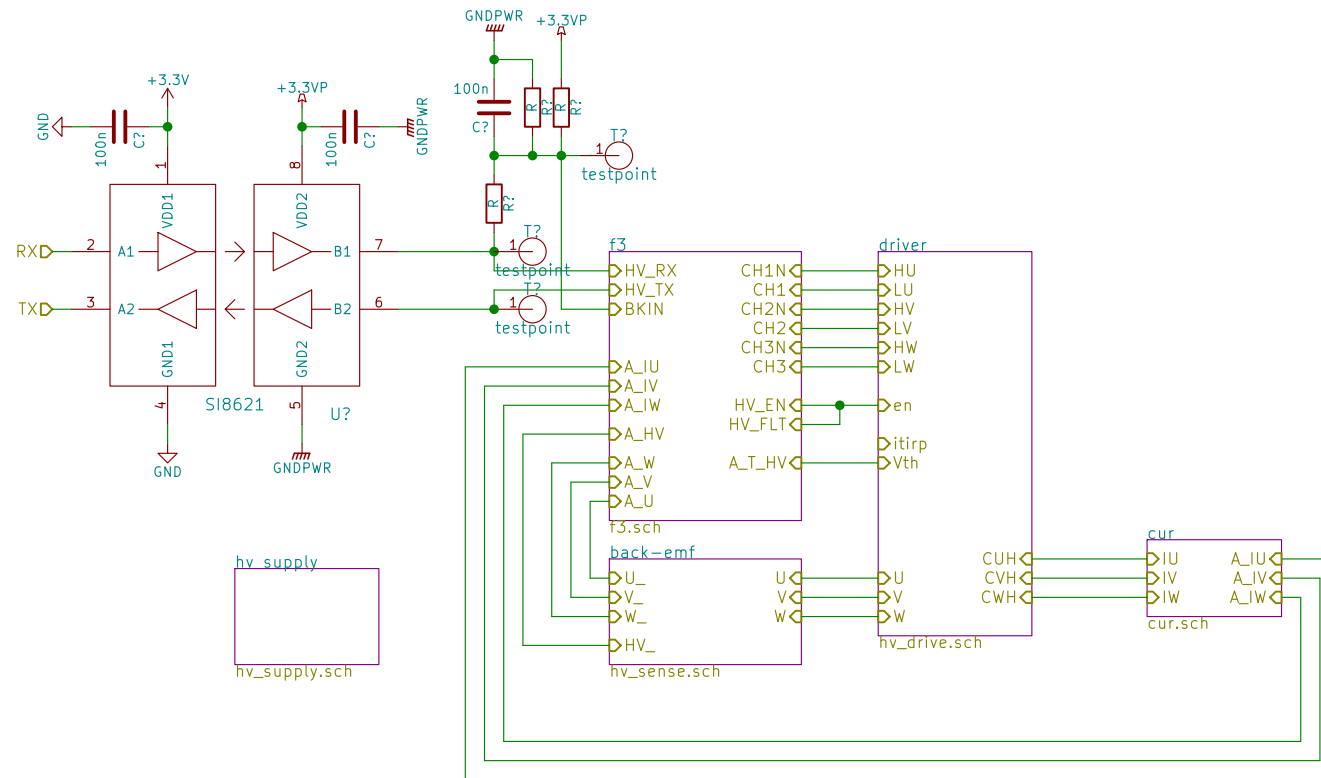 GNDPWR
+3.3VP
+3.3V
+3.3VP
GND
100n
C?
100n
C?
GNDPWR
100n
C?
R
R?
R
R?
T?
1
testpoint
R
R?
1
8
VDD1
VDD2
RX
2
A1
B1
7
T?
1
testpoint
TX
3
A2
B2
6
T?
1
testpoint
GND1
GND2
4
5
SI8621
U?
GND
GNDPWR
f3
HV_RX
HV_TX
BKIN
A_IU
A_IV
A_IW
A_HV
A_W
A_V
A_U
CH1N
CH1
CH2N
CH2
CH3N
CH3
HV_EN
HV_FLT
A_T_HV
f3.sch
driver
HU
LU
HV
LV
HW
LW
en
itirp
Vth
CUH
CVH
CWH
U
V
W
hv_drive.sch
back-emf
U_
V_
W_
HV_
U
V
W
hv_sense.sch
cur
IU
IV
IW
A_IU
A_IV
A_IW
cur.sch
hv_supply
hv_supply.sch